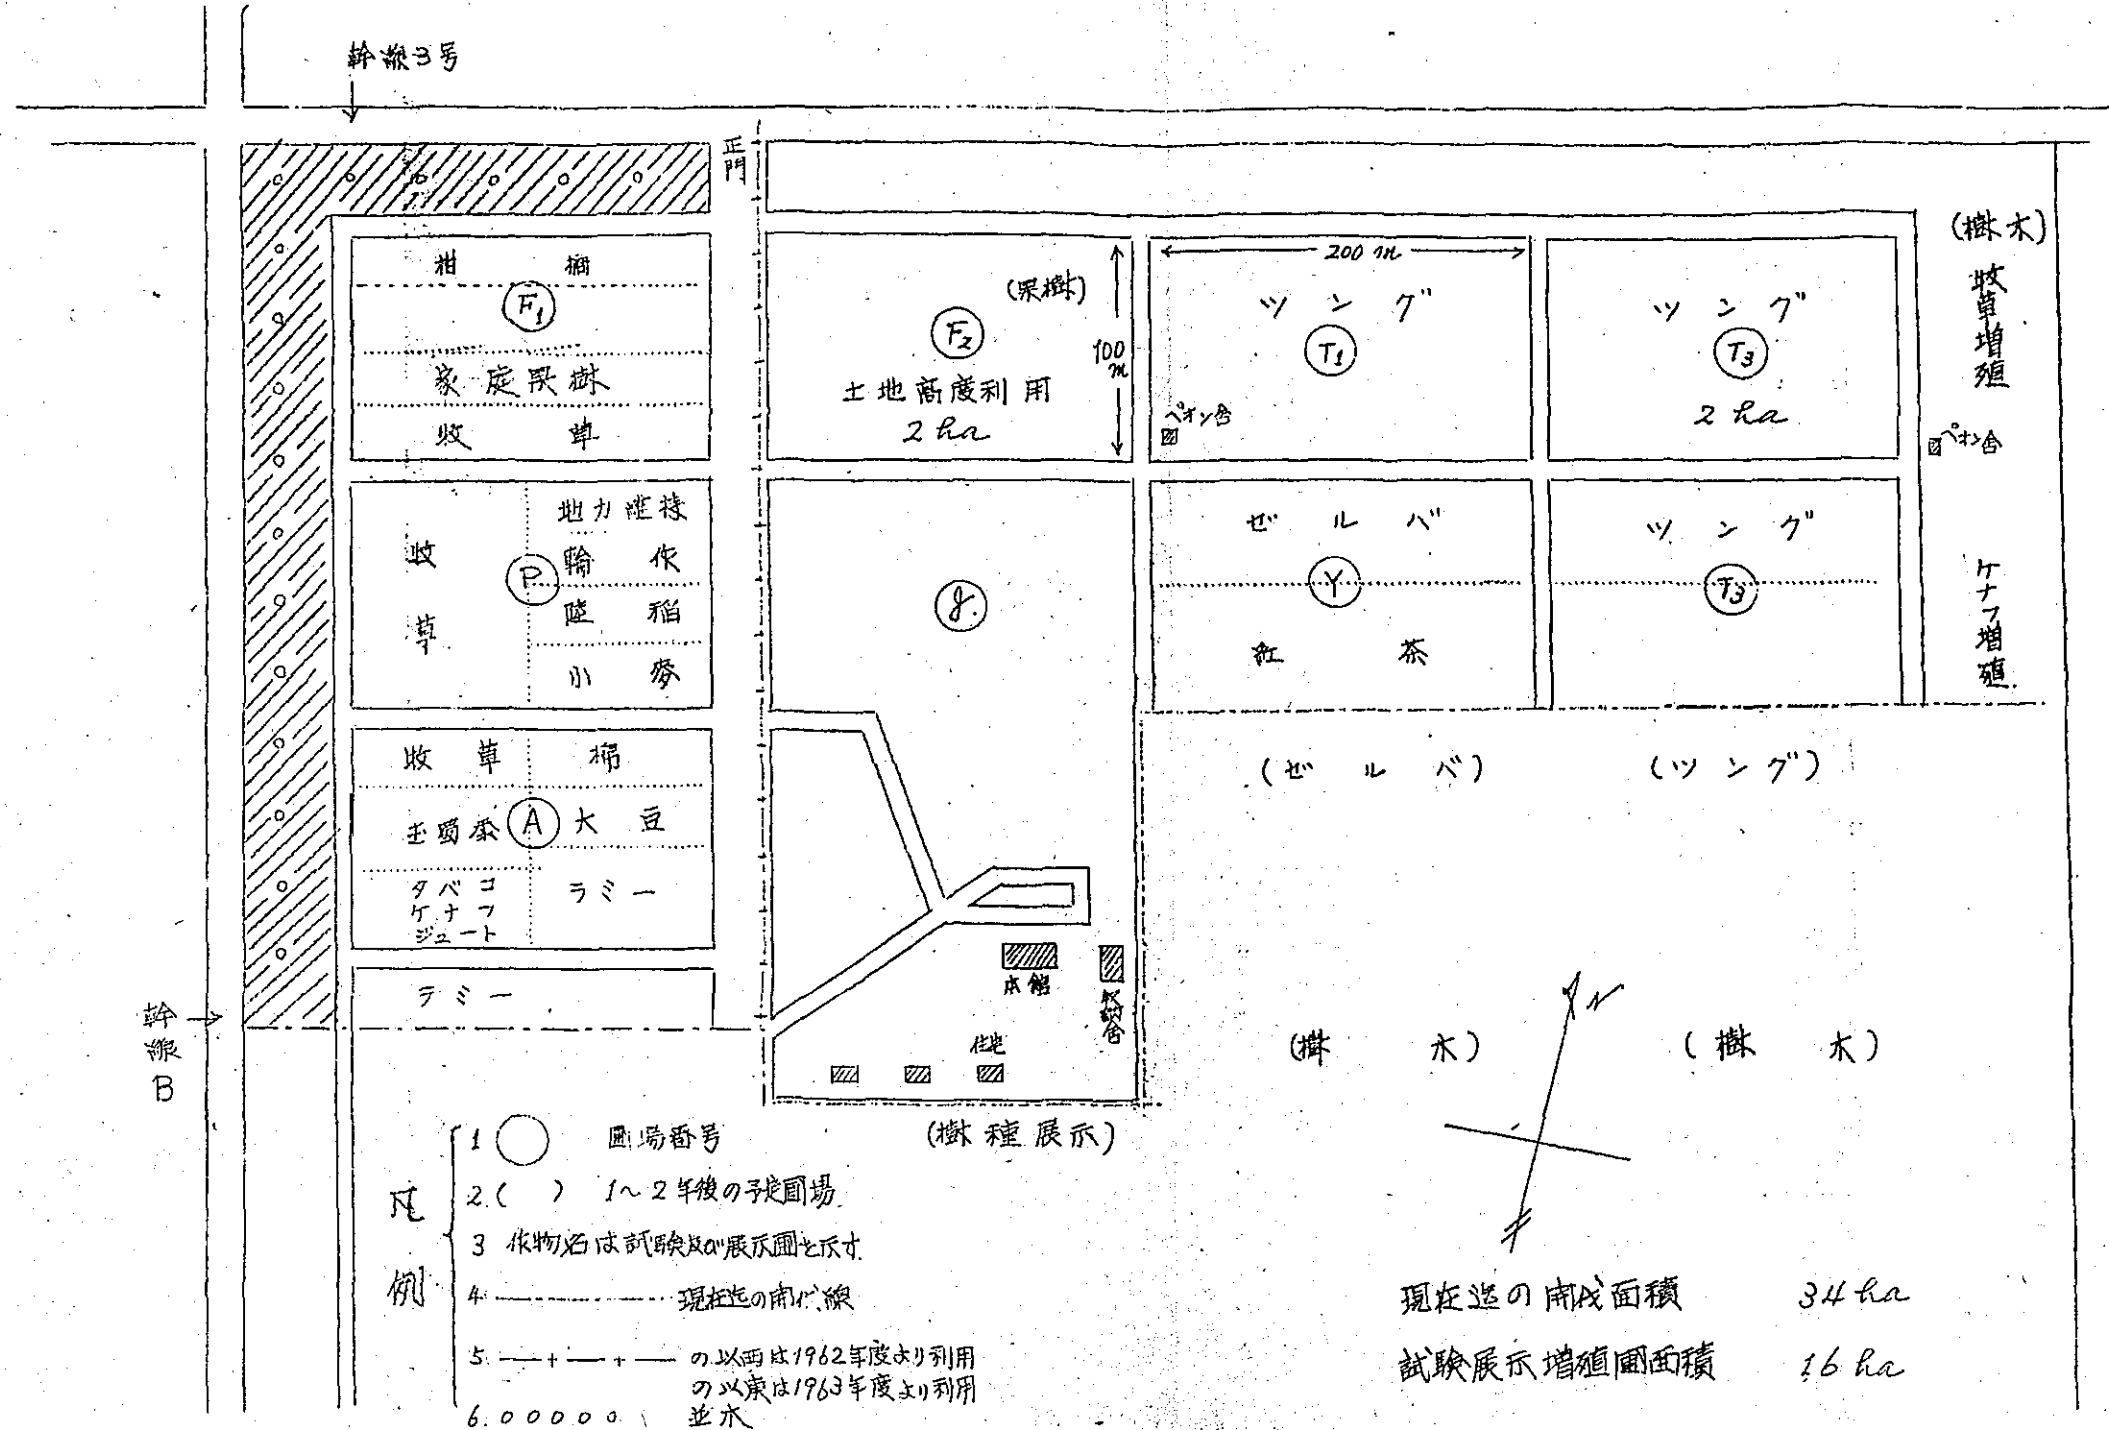 幹線3号
正門
(樹木)
牧草増殖
柑橘
F1
家庭果樹
牧草
(果樹)
F2
土地高度利用
2 ha
100m
200 m
ツング
T1
ペオン舎
ツング
T3
2 ha
ペオン舎
牧草
P
地力維持
輪作
陸稲
小麦
g.
ゼルバ
Y
紅茶
ツング
T3
ケナフ増殖.
牧草
棉
玉蜀黍
A
大豆
タバコ
ケナフ
ジュート
ラミー
ラミー
(ゼルバ)
(ツング)
本館
住宅
幹線B
(樹木)
(樹木)
N
(樹種展示)
凡例
1 ○ 圃場番号
2.( ) 1~2年後の予定圃場
3 作物名は試験及び展示圃を示す.
4 —・—・— 現在迄の開伐線
5. —+—+— の以西は1962年度より利用
の以東は1963年度より利用
6.ooooo 並木
現在迄の開伐面積 34 ha
試験展示増殖圃面積 16 ha